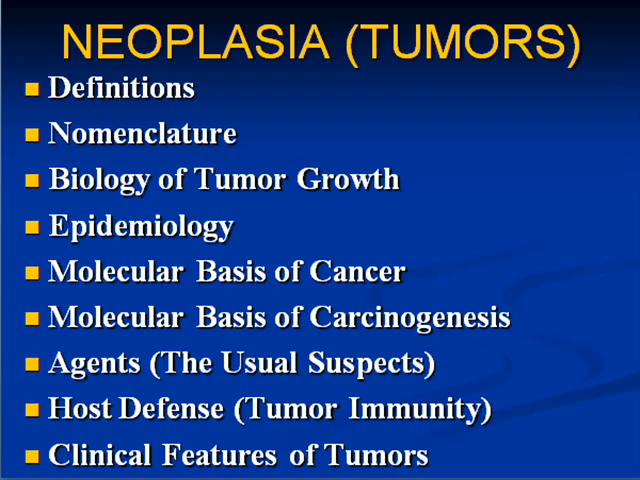 NEOPLASIA (TUMORS)
Definitions
Nomenclature
Biology of Tumor Growth
Epidemiology
Molecular Basis of Cancer
Molecular Basis of Carcinogenesis
Agents (The Usual Suspects)
Host Defense (Tumor Immunity)
Clinical Features of Tumors